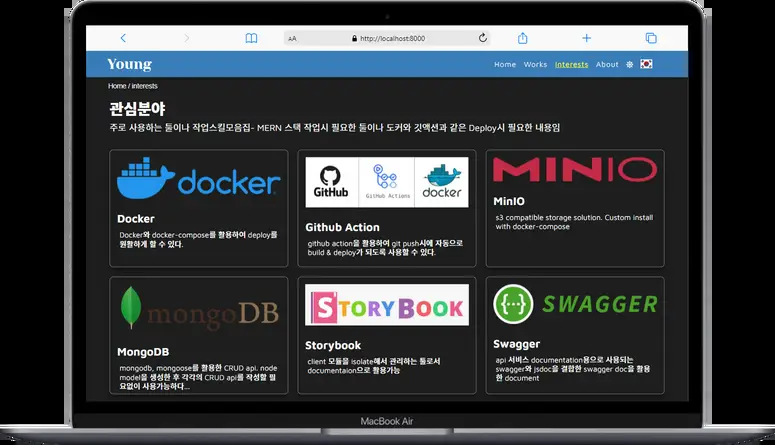 AA
http://localhost:8000
Young
Home Works Interests About
Home / interests
관심분야
주로 사용하는 툴이나 작업스킬모음집- MERN 스택 작업시 필요한 툴이나 도커와 깃액션과 같은 Deploy시 필요한 내용임
docker
Docker
Docker와 docker-compose를 활용하여 deploy를
원활하게 할 수 있다.
GitHub
GitHub Actions
docker
Github Action
github action을 활용하여 git push시에 자동으로
build & deploy가 되도록 사용할 수 있다.
MINIO
MinIO
s3 compatible storage solution. Custom install
with docker-compose
mongoDB
MongoDB
mongodb, mongoose를 활용한 CRUD api. node
model을 생성한 후 각각의 CRUD api를 작성할 필
요없이 사용가능하다...
STORYBOOK
Storybook
client 모듈을 isolate해서 관리하는 툴로서
documentaion으로 활용가능
{···} SWAGGER
Swagger
api 서비스 documentation용으로 사용되는
swagger와 jsdoc을 결합한 swagger doc을 활용
한 document
MacBook Air